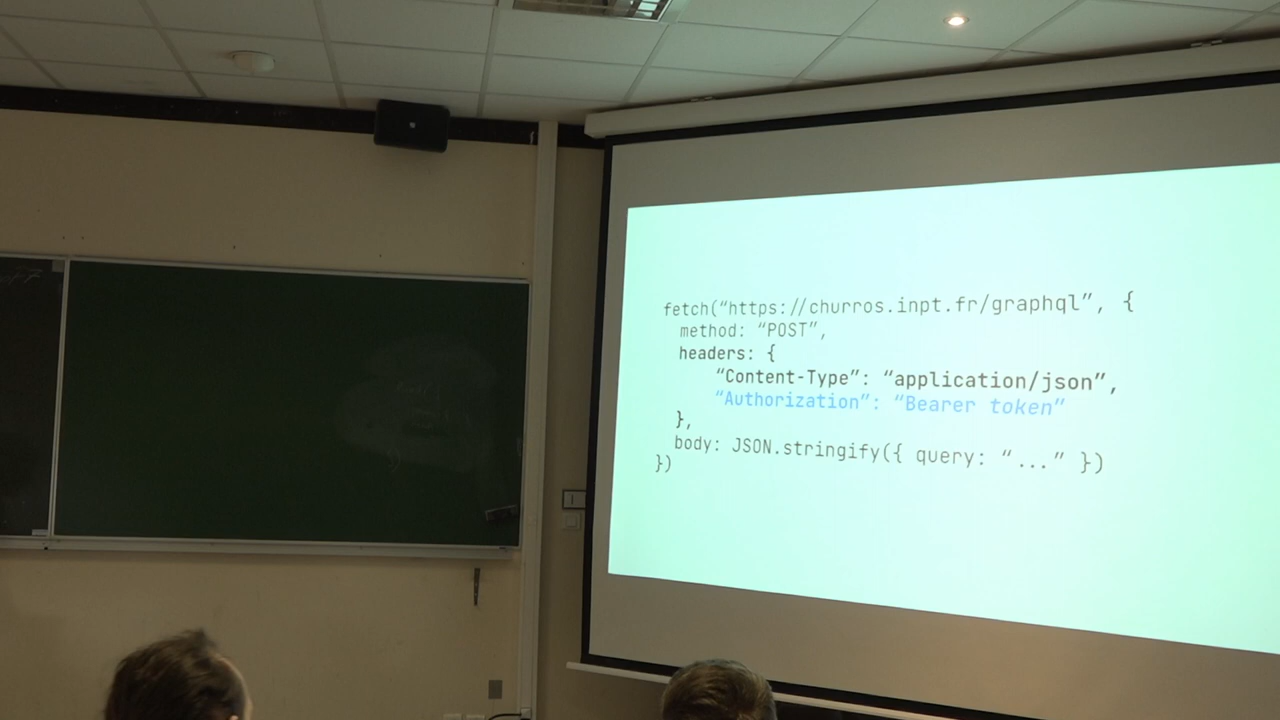 fetch(“https://churros.inpt.fr/graphql”, {
method: “POST”,
headers: {
“Content-Type”: “application/json”,
“Authorization”: “Bearer token”
},
body: JSON.stringify({ query: “...” })
})